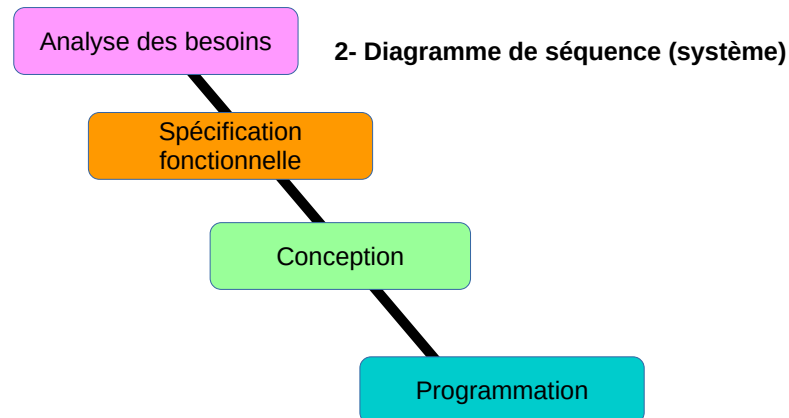 Analyse des besoins
2- Diagramme de séquence (système)
Spécification
fonctionnelle
Conception
Programmation